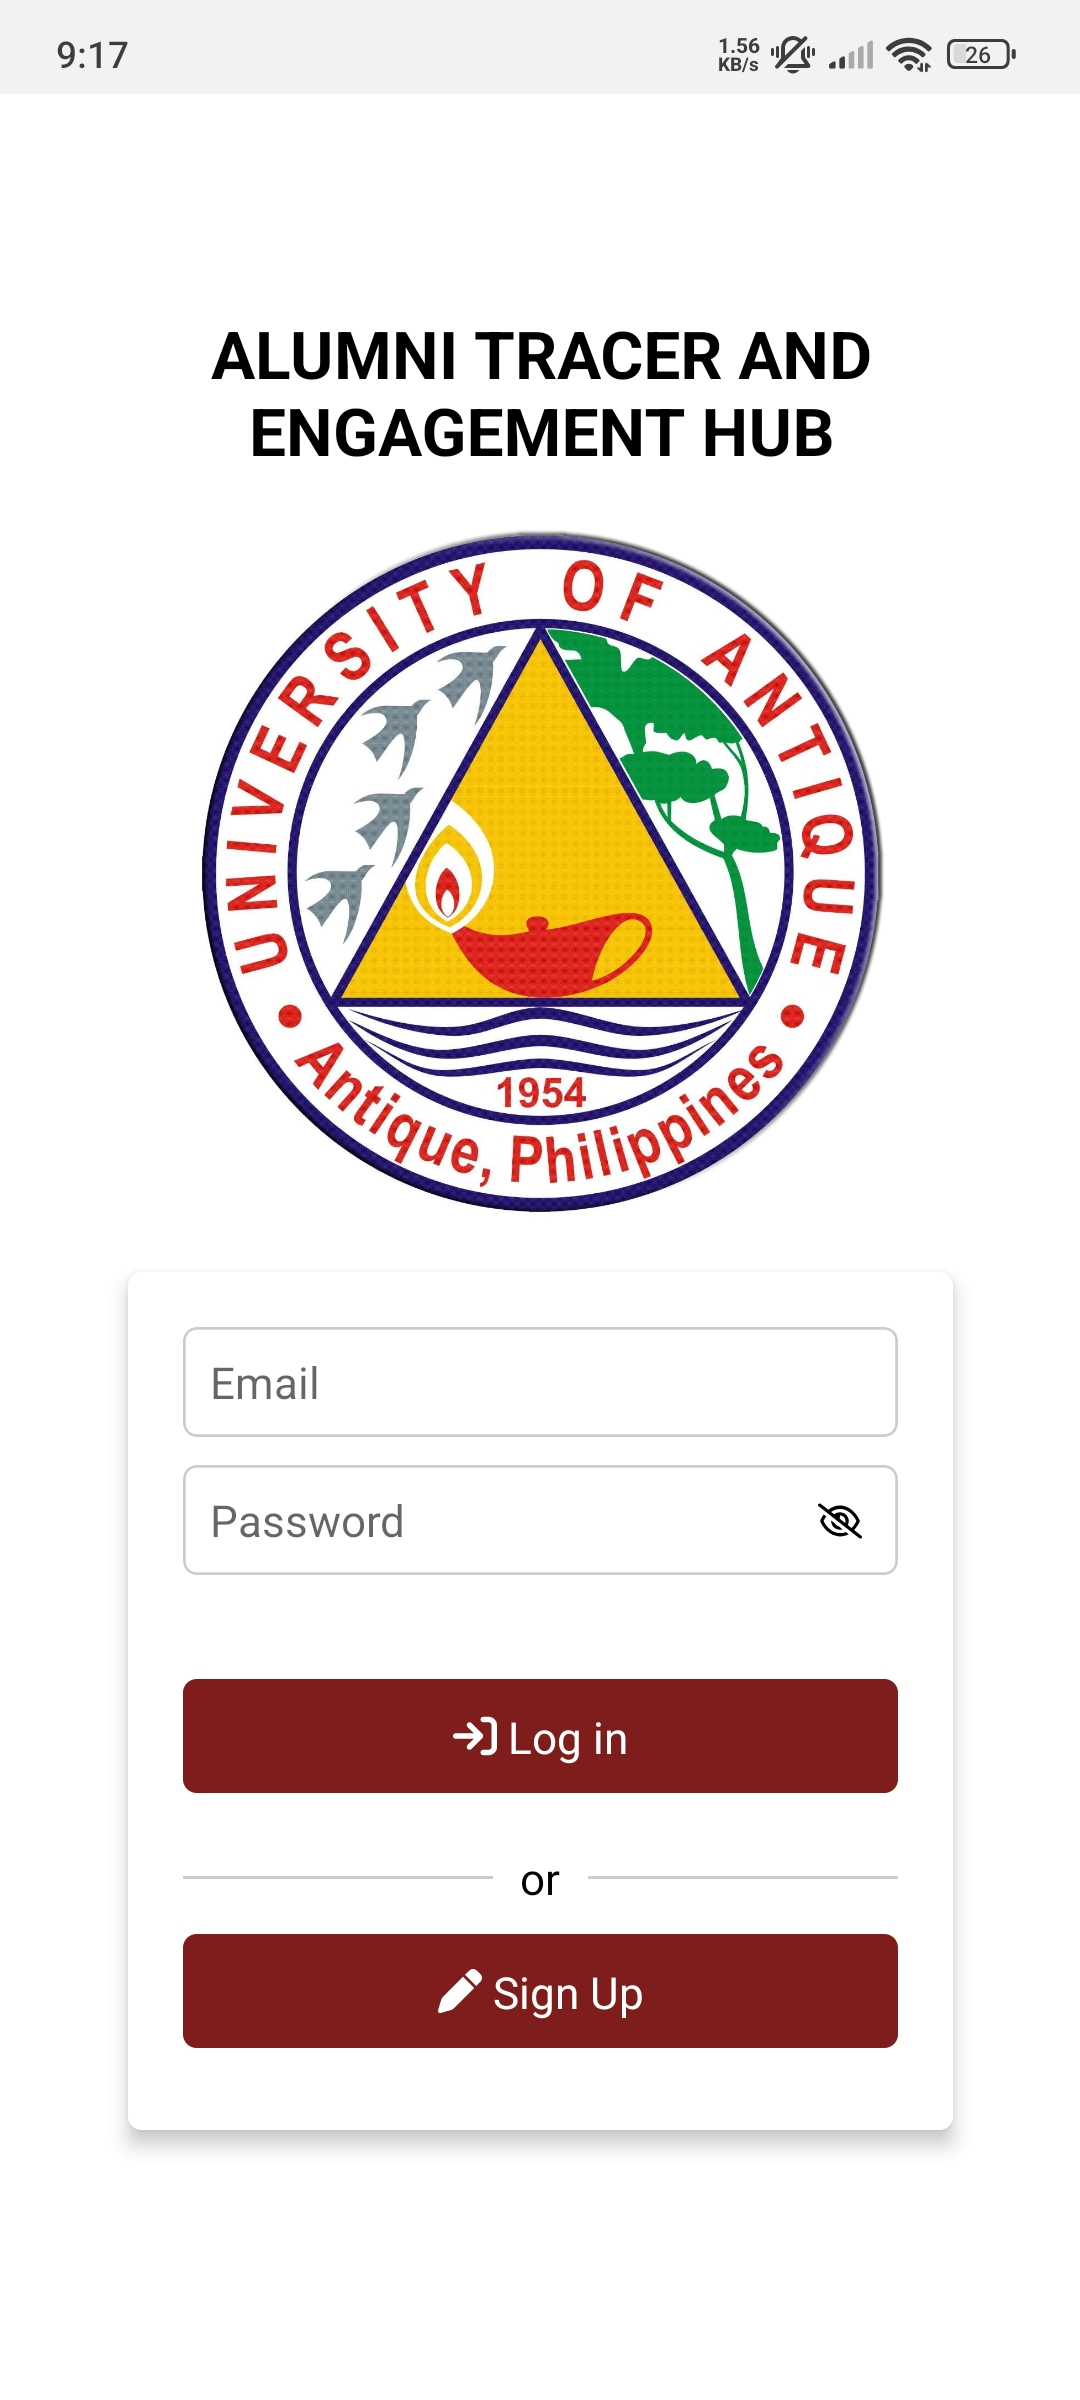 9:17
1.56
KB/s
26
ALUMNI TRACER AND
ENGAGEMENT HUB
UNIVERSITY OF ANTIQUE
1954
Antique, Philippines
Email
Password
Log in
or
Sign Up